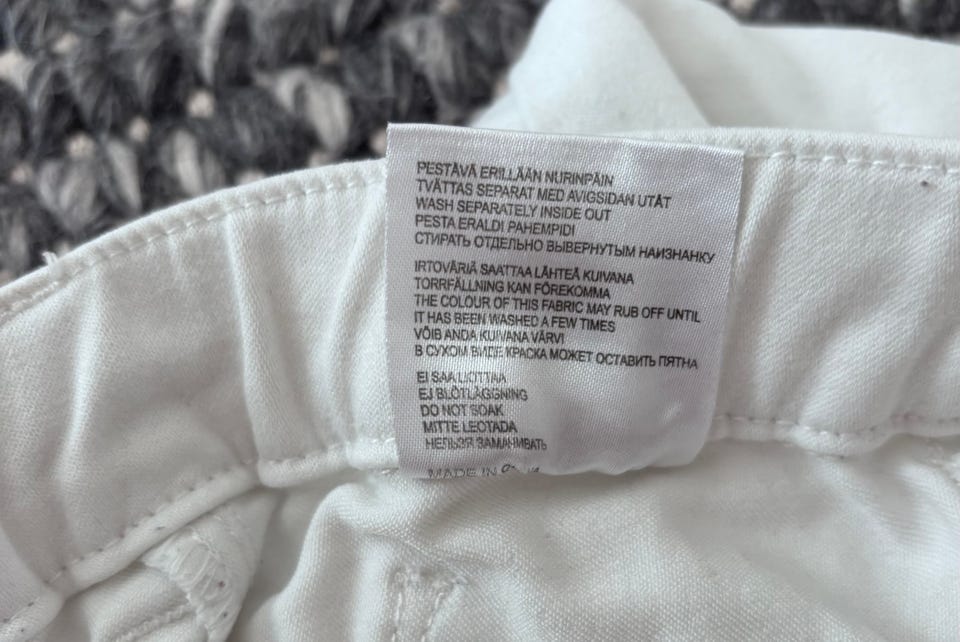 PESTÄVÄ ERILLÄÄN NURINPÄIN
TVÄTTAS SEPARAT MED AVIGSIDAN UTÅT
WASH SEPARATELY INSIDE OUT
PESTA ERALDI PAHEMPIDI
СТИРАТЬ ОТДЕЛЬНО ВЫВЕРНУТЫМ НАИЗНАНКУ
IRTOVÄRIÄ SAATTAA LÄHTEÄ KUIVANA
TORRFÄLLNING KAN FÖREKOMMA
THE COLOUR OF THIS FABRIC MAY RUB OFF UNTIL
IT HAS BEEN WASHED A FEW TIMES
VÕIB ANDA KUIVANA VÄRVI
В СУХОМ ВИДЕ КРАСКА МОЖЕТ ОСТАВИТЬ ПЯТНА
EI SAA LIOTTAA
EJ BLÖTLÄGGNING
DO NOT SOAK
MITTE LEOTADA
НЕЛЬЗЯ ЗАМАЧИВАТЬ
MADE IN